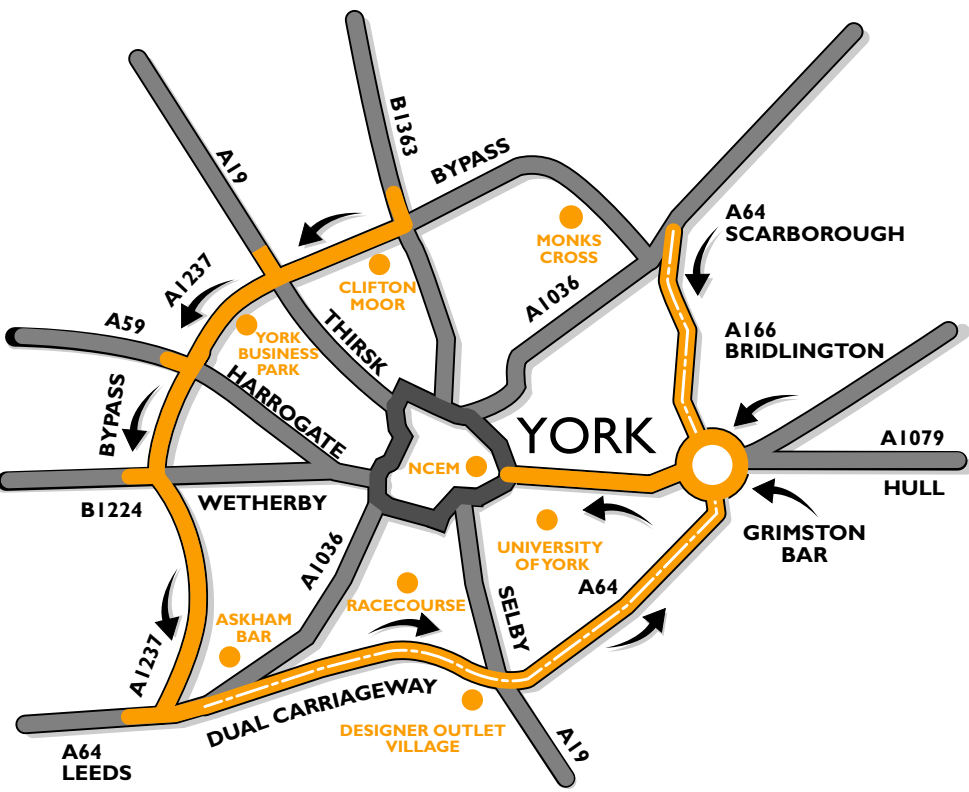 B1363
BYPASS
A19
A64
SCARBOROUGH
MONKS
CROSS
A1237
CLIFTON
MOOR
A1036
A59
YORK
BUSINESS
PARK
THIRSK
A166
BRIDLINGTON
HARROGATE
BYPASS
YORK
A1079
NCEM
HULL
B1224
WETHERBY
GRIMSTON
BAR
UNIVERSITY
OF YORK
A1036
A64
RACECOURSE
SELBY
ASKHAM
BAR
A1237
DUAL CARRIAGEWAY
DESIGNER OUTLET
VILLAGE
A19
A64
LEEDS